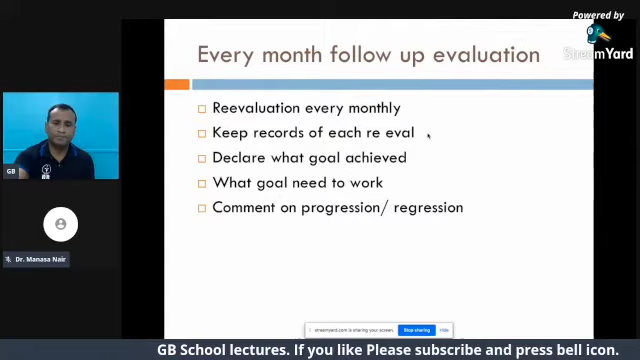 Powered by
StreamYard
Every month follow up evaluation
Reevaluation every monthly
Keep records of each re eval
Declare what goal achieved
What goal need to work
Comment on progression/ regression
GB
Dr. Manasa Nair
streamyard.com is sharing your screen. Stop sharing Hide
GB School lectures. If you like Please subscribe and press bell icon.